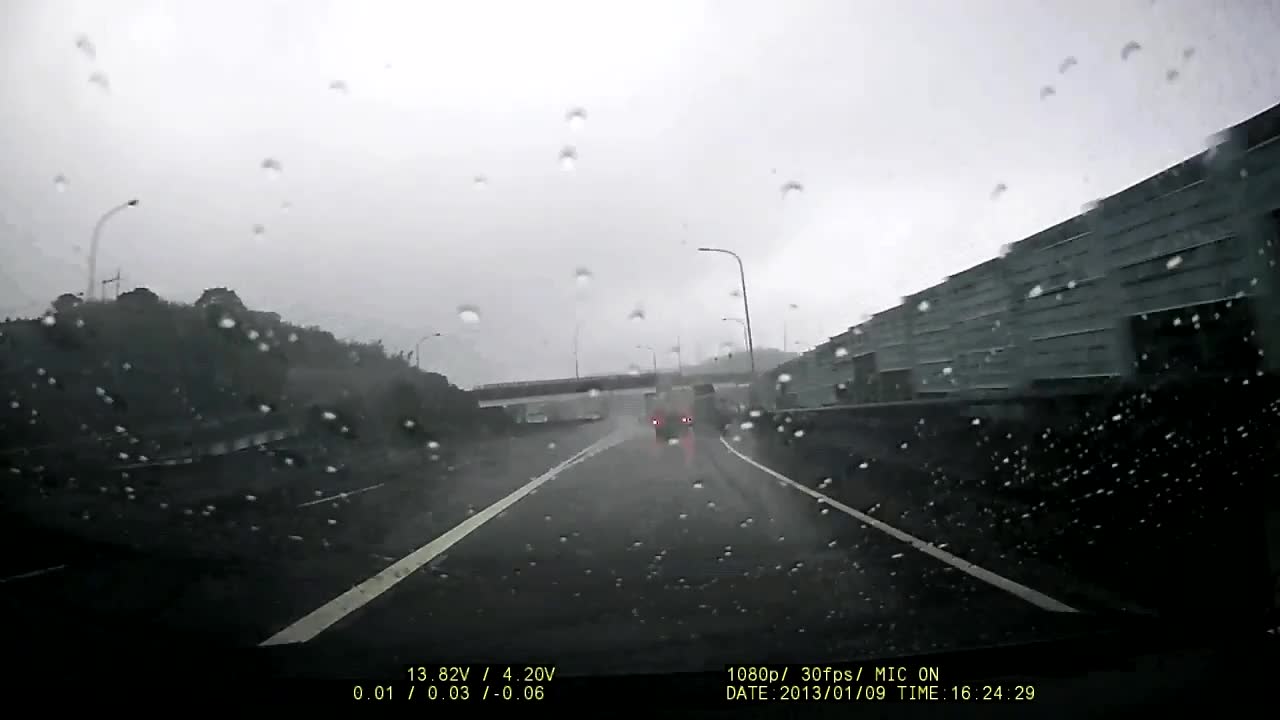 13.82V / 4.20V
0.01 / 0.03 /-0.06
1080p/ 30fps/ MIC ON
DATE:2013/01/09 TIME:16:24:29